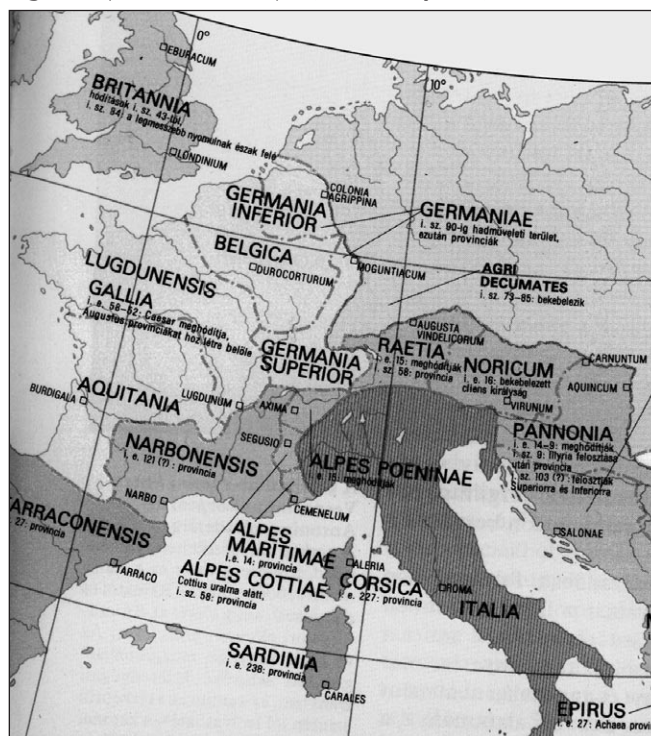 0°
10°
EBURACUM
BRITANNIA
hódítások i. sz. 43-tól,
i. sz. 84: a legmesszebb nyomulnak észak felé
LONDINIUM
COLONIA
AGRIPPINA
GERMANIA
INFERIOR
GERMANIAE
i. sz. 90-ig hadműveleti terület,
azután provinciák
BELGICA
DUROCORTURUM
MOGUNTIACUM
AGRI
DECUMATES
i. sz. 73–85: bekebelezik
LUGDUNENSIS
GALLIA
i. e. 58–52: Caesar meghódítja,
Augustus provinciákat hoz létre belőle
AUGUSTA
VINDELICORUM
RAETIA
i. e. 15: meghódítják
i. sz. 58: provincia
NORICUM
i. e. 16: bekebelezett
cliens királyság
VIRUNUM
CARNUNTUM
AQUINCUM
GERMANIA
SUPERIOR
AQUITANIA
BURDIGALA
LUGDUNUM
AXIMA
SEGUSIO
PANNONIA
i. e. 14–9: meghódítják
i. sz. 9: Illyria felosztása
után provincia
i. sz. 103 (?): felosztják
Superiorra és Inferiorra
NARBONENSIS
i. e. 121 (?): provincia
ALPES POENINAE
i. e. 15: meghódítják
NARBO
CEMENELUM
SALONAE
TARRACONENSIS
27: provincia
TARRACO
ALPES
MARITIMAE
i. e. 14: provincia
ALPES COTTIAE
Cottius uralma alatt,
i. sz. 58: provincia
ALERIA
CORSICA
i. e. 227: provincia
ROMA
ITALIA
SARDINIA
i. e. 238: provincia
CARALES
EPIRUS
i. e. 27: Achaea provin